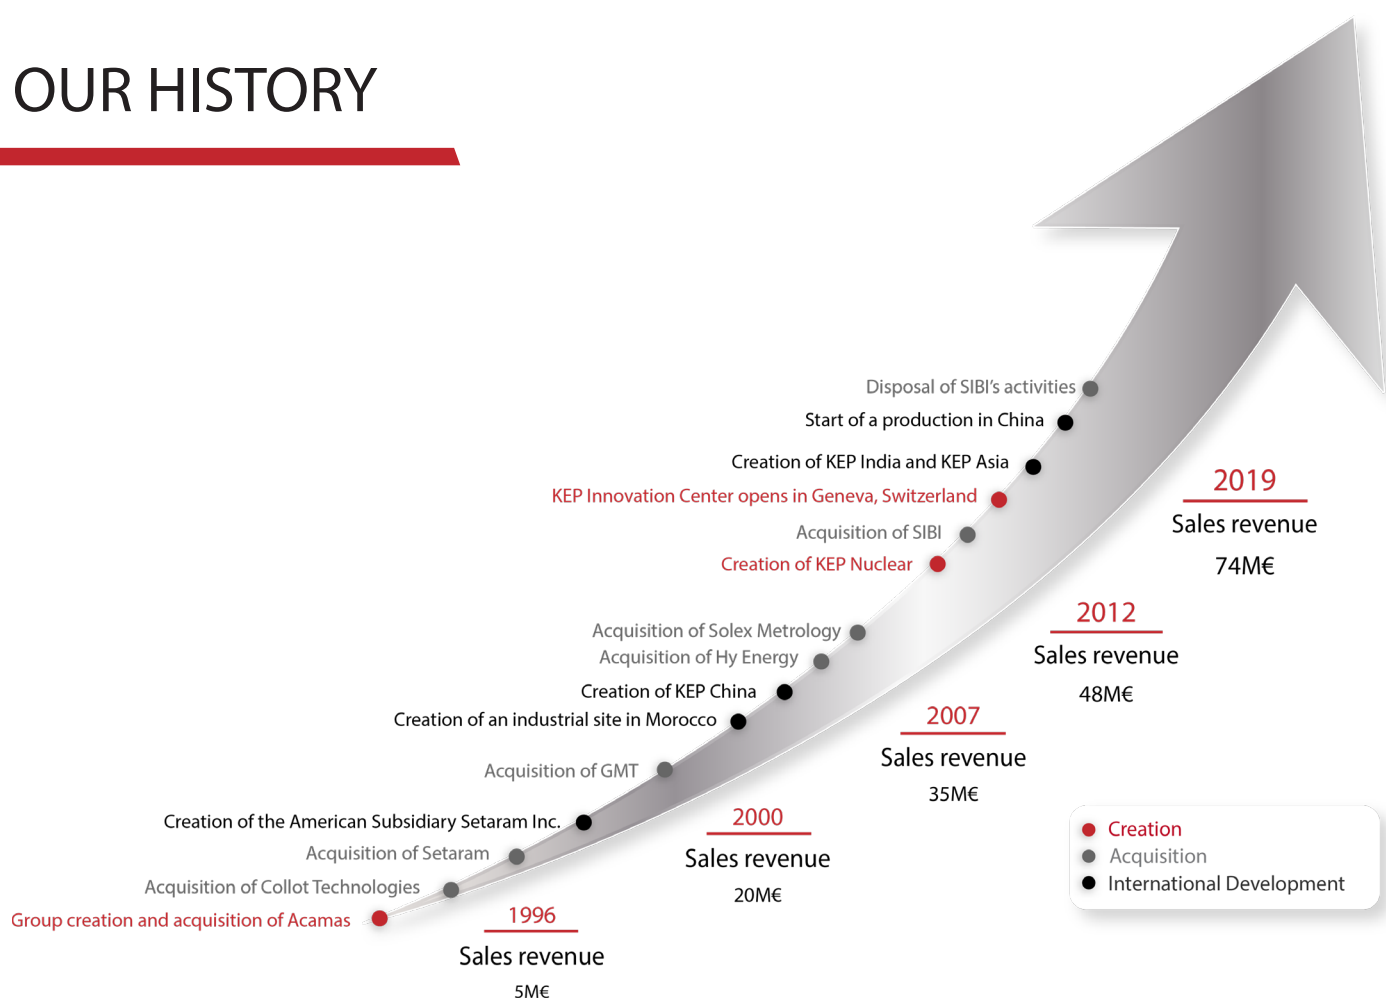 OUR HISTORY
Disposal of SIBI's activities
Start of a production in China
Creation of KEP India and KEP Asia
KEP Innovation Center opens in Geneva, Switzerland
Acquisition of SIBI
Creation of KEP Nuclear
Acquisition of Solex Metrology
Acquisition of Hy Energy
Creation of KEP China
Creation of an industrial site in Morocco
Acquisition of GMT
Creation of the American Subsidiary Setaram Inc.
Acquisition of Setaram
Acquisition of Collot Technologies
Group creation and acquisition of Acamas
2019
Sales revenue
74M€
2012
Sales revenue
48M€
2007
Sales revenue
35M€
2000
Sales revenue
20M€
1996
Sales revenue
5M€
Creation
Acquisition
International Development